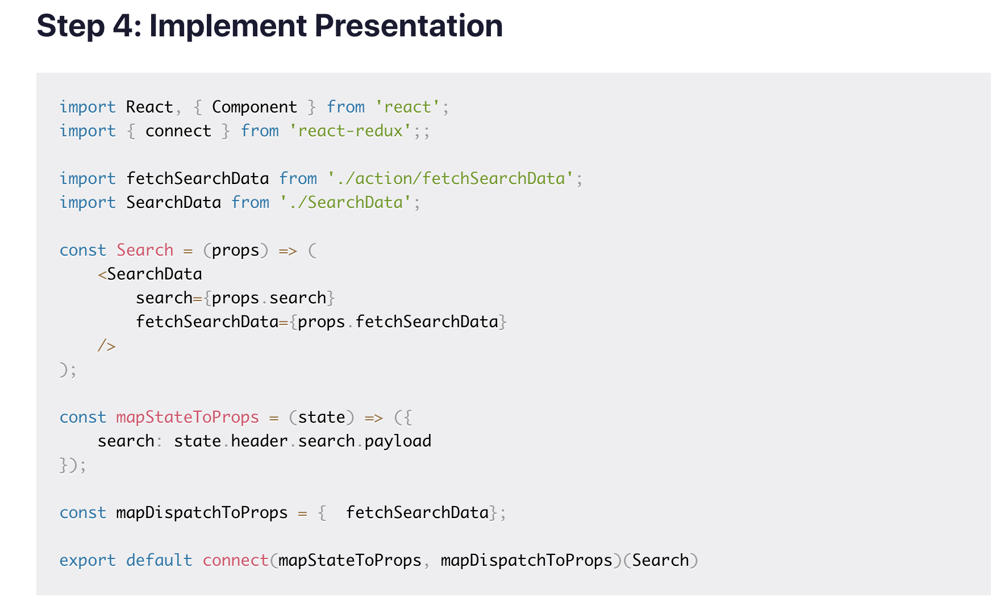 Step 4: Implement Presentation
import React, { Component } from 'react';
import { connect } from 'react-redux';;
import fetchSearchData from './action/fetchSearchData';
import SearchData from './SearchData';
const Search = (props) => (
    <SearchData
        search={props.search}
        fetchSearchData={props.fetchSearchData}
    />
);
const mapStateToProps = (state) => ({
    search: state.header.search.payload
});
const mapDispatchToProps = {  fetchSearchData};
export default connect(mapStateToProps, mapDispatchToProps)(Search)